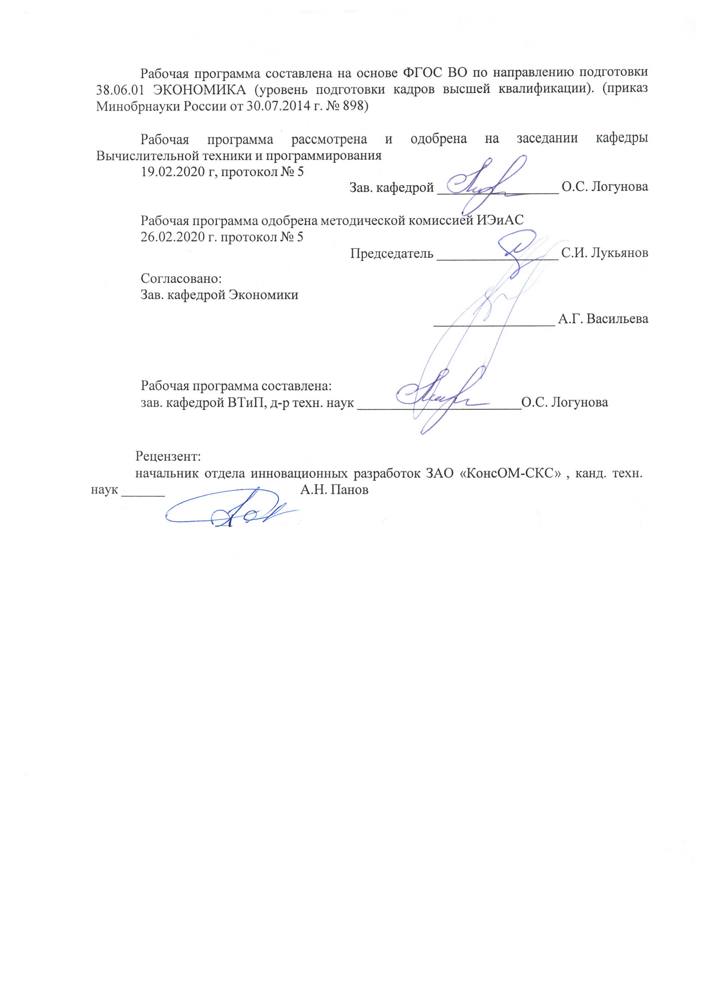 Рабочая программа составлена на основе ФГОС ВО по направлению подготовки
38.06.01 ЭКОНОМИКА (уровень подготовки кадров высшей квалификации). (приказ
Минобрнауки России от 30.07.2014 г. № 898)
Рабочая программа рассмотрена и одобрена на заседании кафедры
Вычислительной техники и программирования
19.02.2020 г, протокол № 5
Зав. кафедрой ________________ О.С. Логунова
Рабочая программа одобрена методической комиссией ИЭиАС
26.02.2020 г. протокол № 5
Председатель ________________ С.И. Лукьянов
Согласовано:
Зав. кафедрой Экономики
________________ А.Г. Васильева
Рабочая программа составлена:
зав. кафедрой ВТиП, д-р техн. наук ______________________О.С. Логунова
Рецензент:
начальник отдела инновационных разработок ЗАО «КонсОМ-СКС» , канд. техн.
наук ______ А.Н. Панов